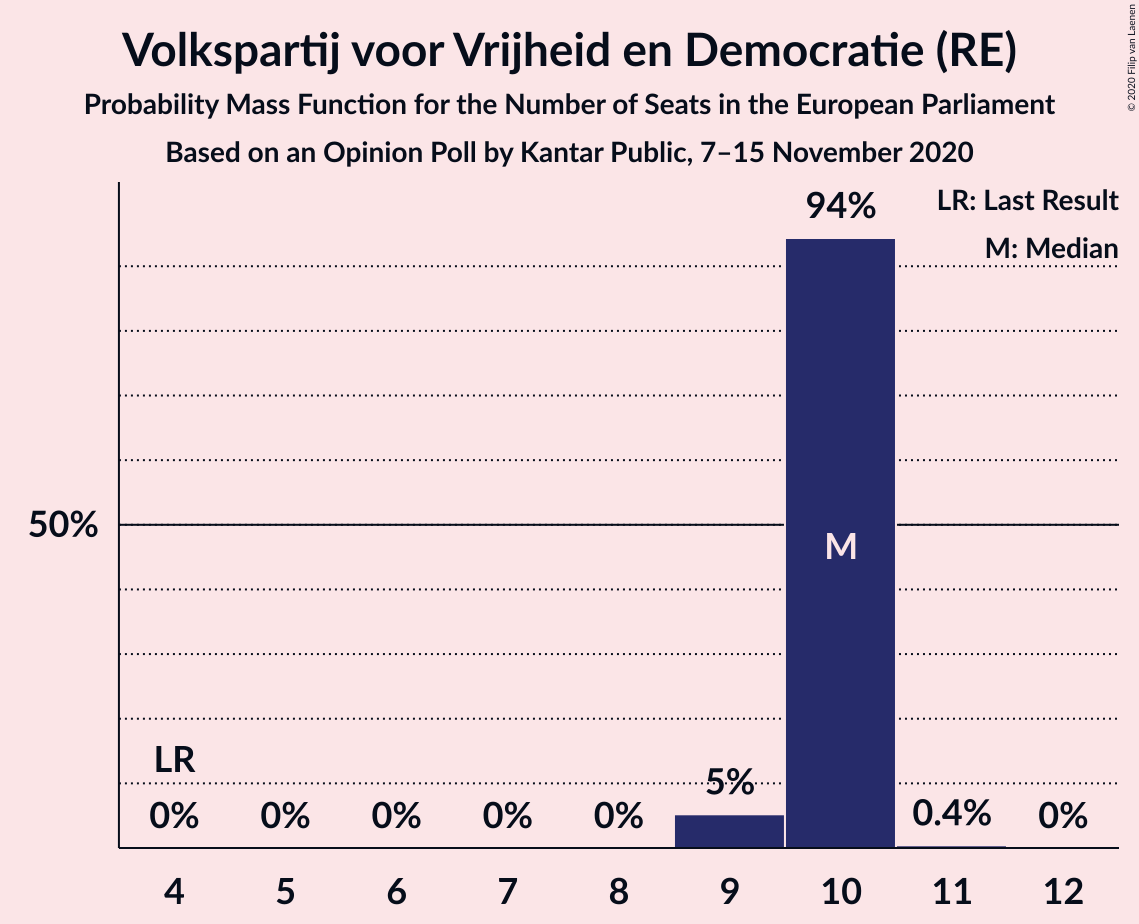 Volkspartij voor Vrijheid en Democratie (RE)
Probability Mass Function for the Number of Seats in the European Parliament
Based on an Opinion Poll by Kantar Public, 7–15 November 2020
© 2020 Filip van Laenen
LR: Last Result
M: Median
94%
50%
M
LR
5%
0% 0% 0% 0% 0% 0.4% 0%
4 5 6 7 8 9 10 11 12